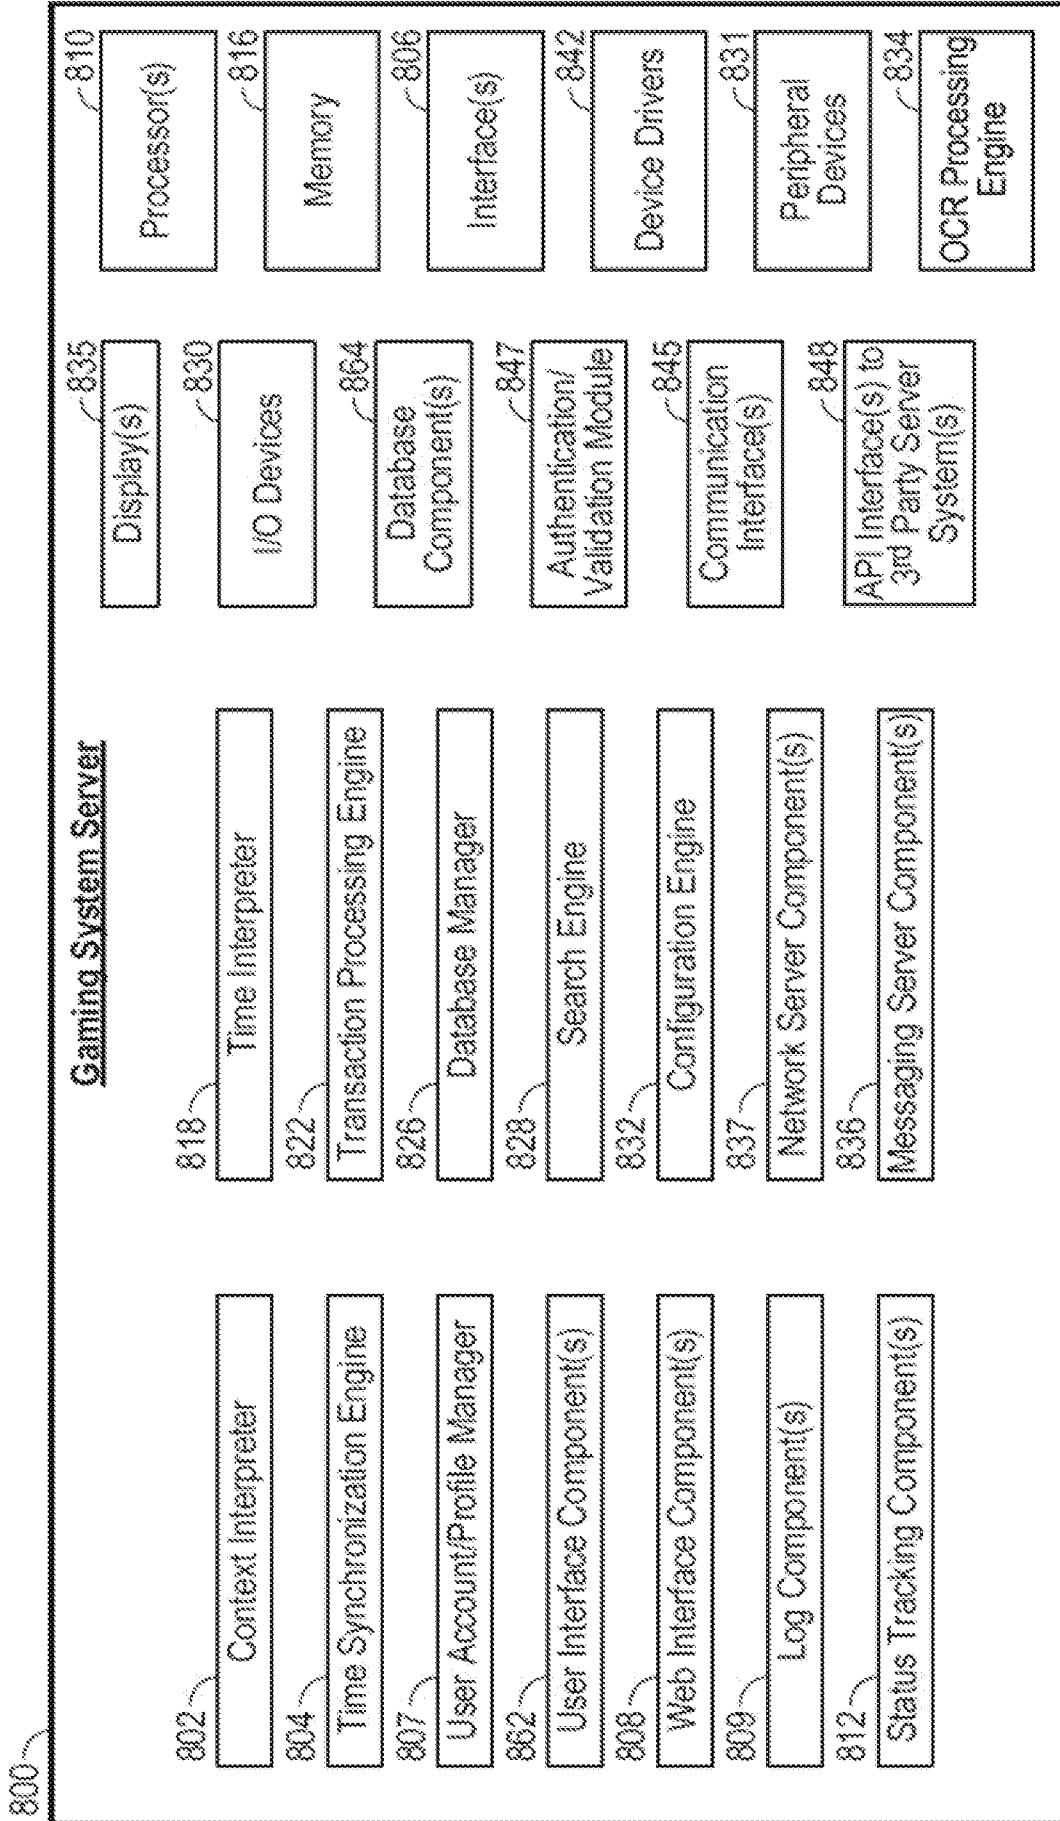 800
Gaming System Server
802
Context Interpreter
804
Time Synchronization Engine
807
User Account/Profile Manager
862
User Interface Component(s)
808
Web Interface Component(s)
809
Log Component(s)
812
Status Tracking Component(s)
818
Time Interpreter
822
Transaction Processing Engine
826
Database Manager
828
Search Engine
832
Configuration Engine
837
Network Server Component(s)
836
Messaging Server Component(s)
835
Display(s)
830
I/O Devices
864
Database
Component(s)
847
Authentication/
Validation Module
845
Communication
Interface(s)
848
API Interface(s) to
3rd Party Server
System(s)
810
Processor(s)
816
Memory
806
Interface(s)
842
Device Drivers
831
Peripheral
Devices
834
OCR Processing
Engine